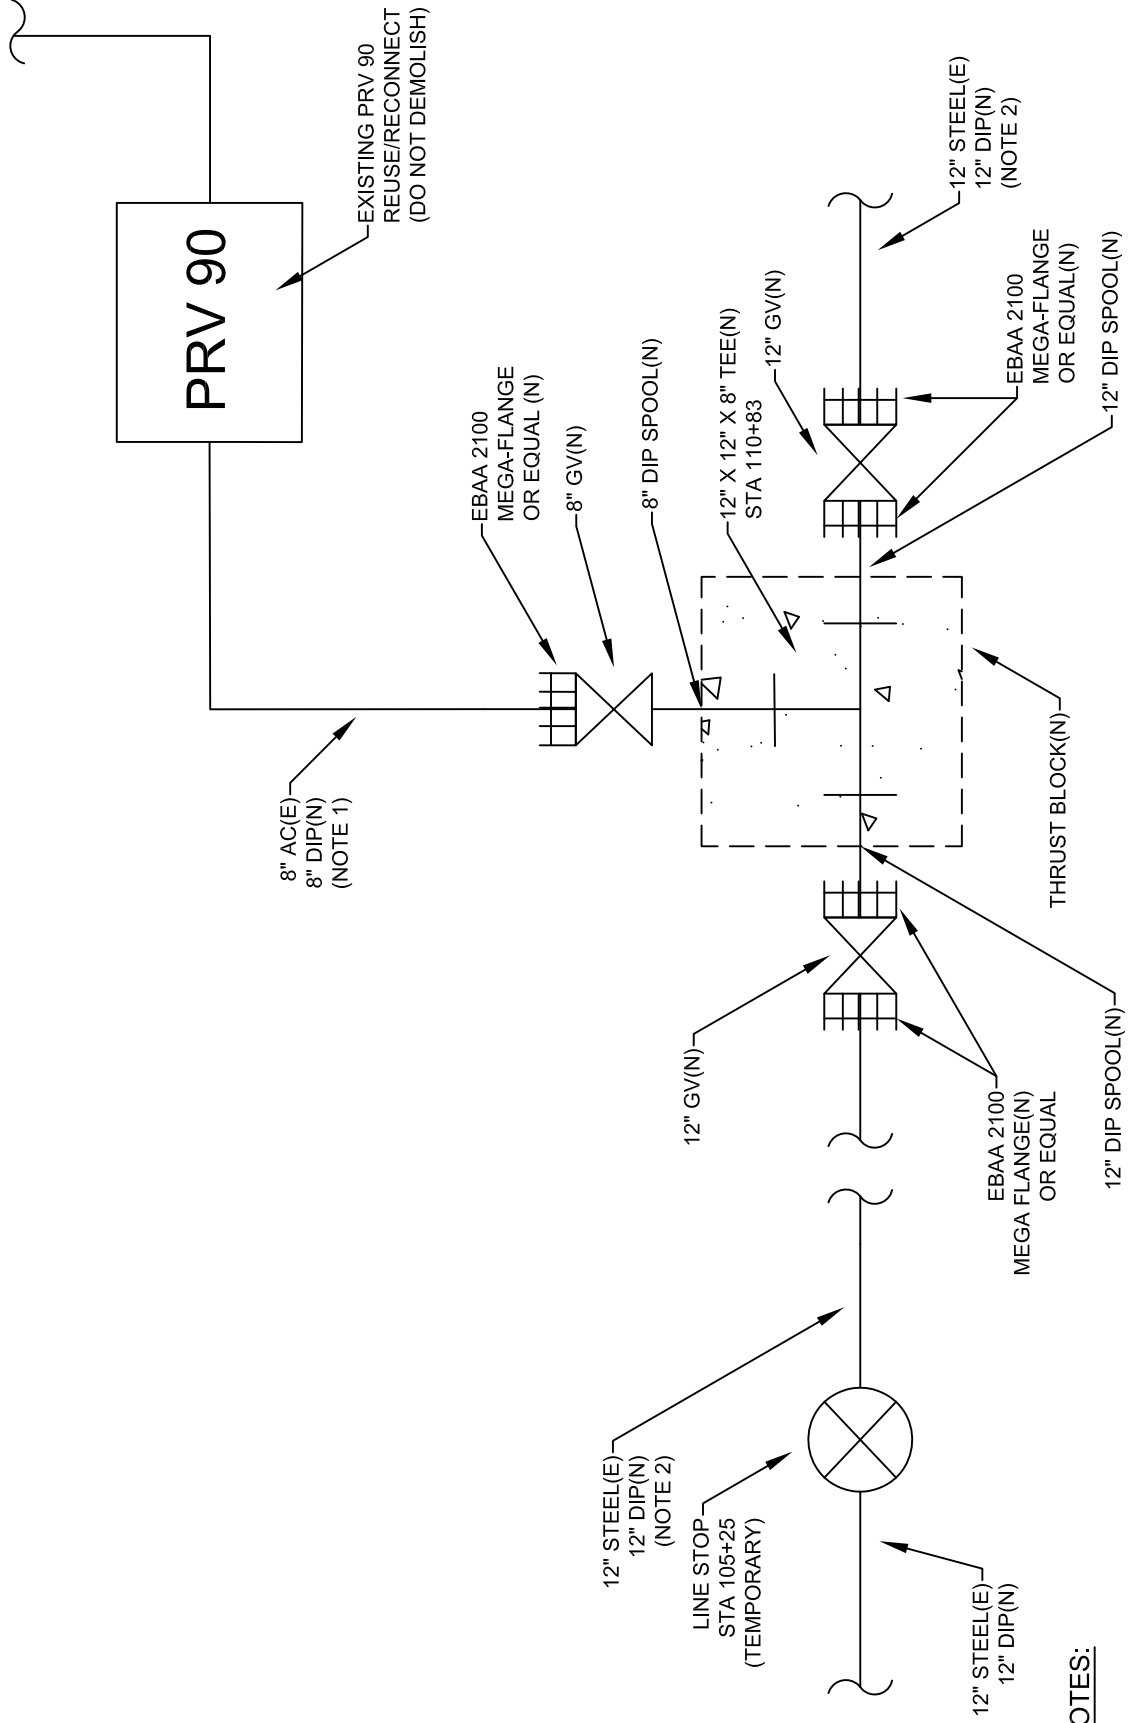 PRV 90
EXISTING PRV 90
REUSE/RECONNECT
(DO NOT DEMOLISH)
8" AC(E)
8" DIP(N)
(NOTE 1)
EBAA 2100
MEGA-FLANGE
OR EQUAL (N)
8" GV(N)
8" DIP SPOOL(N)
12" X 12" X 8" TEE(N)
STA 110+83
12" GV(N)
12" STEEL(E)
12" DIP(N)
(NOTE 2)
EBAA 2100
MEGA-FLANGE
OR EQUAL(N)
12" DIP SPOOL(N)
THRUST BLOCK(N)
12" GV(N)
EBAA 2100
MEGA FLANGE(N)
OR EQUAL
12" DIP SPOOL(N)
12" STEEL(E)
12" DIP(N)
(NOTE 2)
LINE STOP
STA 105+25
(TEMPORARY)
12" STEEL(E)
12" DIP(N)
OTES: